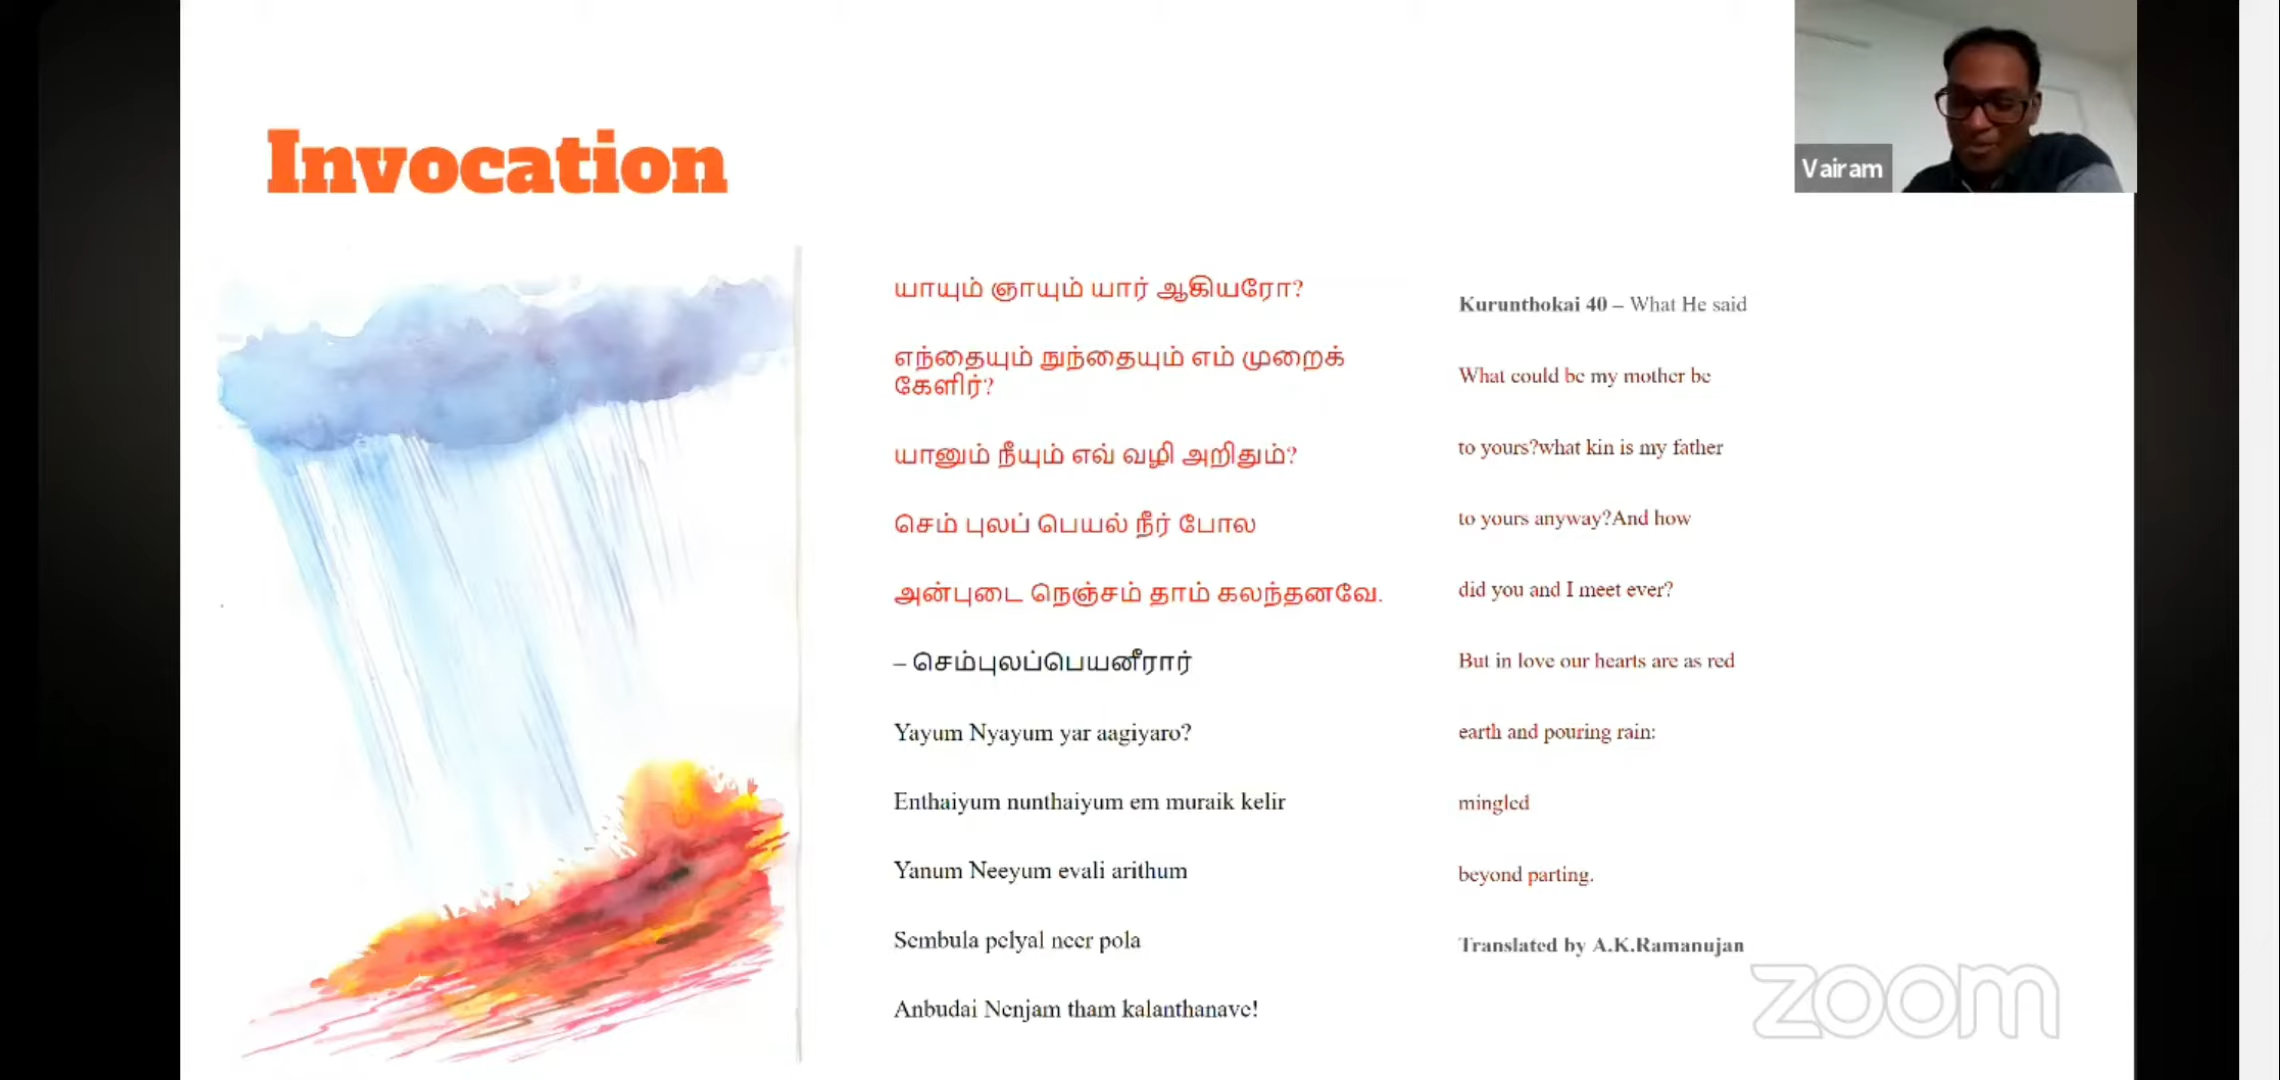 Invocation
Vairam
யாயும் ஞாயும் யார் ஆகியரோ?
எந்தையும் நுந்தையும் எம் முறைக்
கேளிர்?
யானும் நீயும் எவ் வழி அறிதும்?
செம் புலப் பெயல் நீர் போல
அன்புடை நெஞ்சம் தாம் கலந்தனவே.
– செம்புலப்பெயனீரார்
Yayum Nyayum yar aagiyaro?
Enthaiyum nunthaiyum em muraik kelir
Yanum Neeyum evali arithum
Sembula pelyal neer pola
Anbudai Nenjam tham kalanthanave!
Kurunthokai 40 – What He said
What could be my mother be
to yours?what kin is my father
to yours anyway?And how
did you and I meet ever?
But in love our hearts are as red
earth and pouring rain:
mingled
beyond parting.
Translated by A.K.Ramanujan
zoom